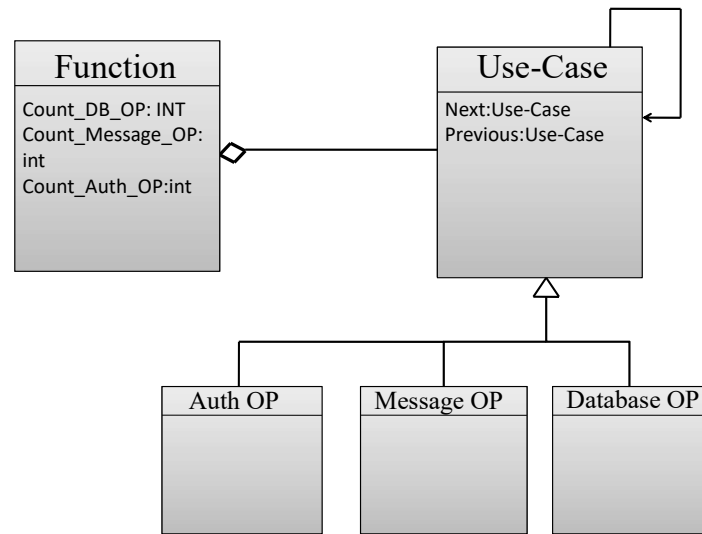 Function
Count_DB_OP: INT
Count_Message_OP:
int
Count_Auth_OP:int
Use-Case
Next:Use-Case
Previous:Use-Case
Auth OP
Message OP
Database OP